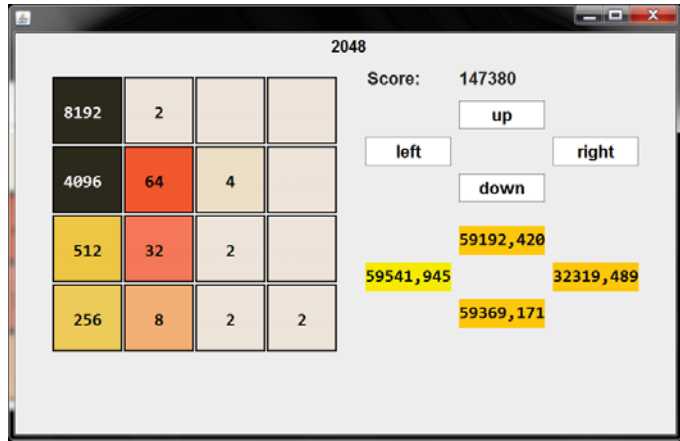 2048
Score: 147380
8192 2
up
left right
4096 64 4
down
512 32 2
59192,420
59541,945 32319,489
256 8 2 2
59369,171